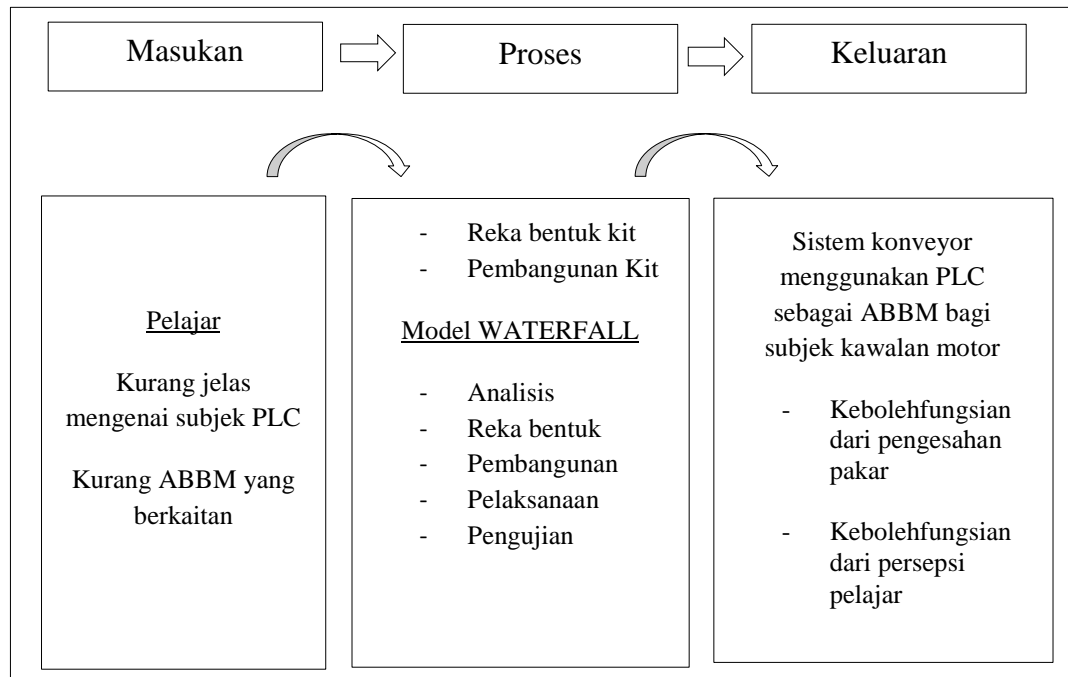 Masukan
Proses
Keluaran
Pelajar
Kurang jelas
mengenai subjek PLC
Kurang ABBM yang
berkaitan
- Reka bentuk kit
- Pembangunan Kit
Model WATERFALL
- Analisis
- Reka bentuk
- Pembangunan
- Pelaksanaan
- Pengujian
Sistem konveyor
menggunakan PLC
sebagai ABBM bagi
subjek kawalan motor
- Kebolehfungsian
dari pengesahan
pakar
- Kebolehfungsian
dari persepsi
pelajar